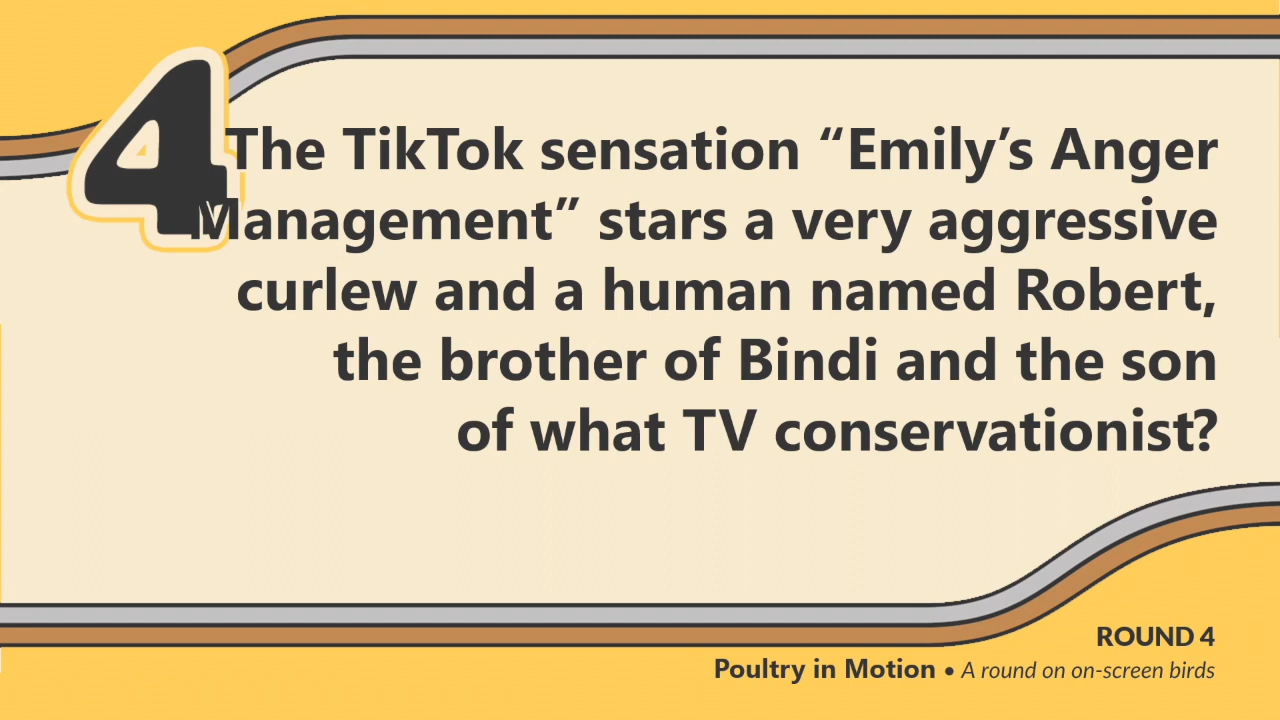 4
The TikTok sensation “Emily’s Anger
Management” stars a very aggressive
curlew and a human named Robert,
the brother of Bindi and the son
of what TV conservationist?
ROUND 4
Poultry in Motion • A round on on-screen birds